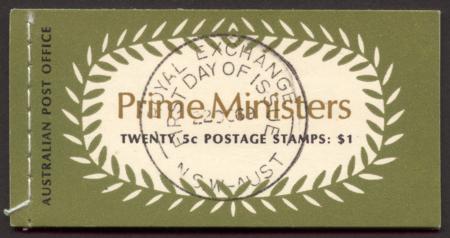 AUSTRALIAN POST OFFICE
Prime Ministers
TWENTY 5c POSTAGE STAMPS: $1
ROYAL EXCHANGE
FIRST DAY OF ISSUE
N.S.W-AUST